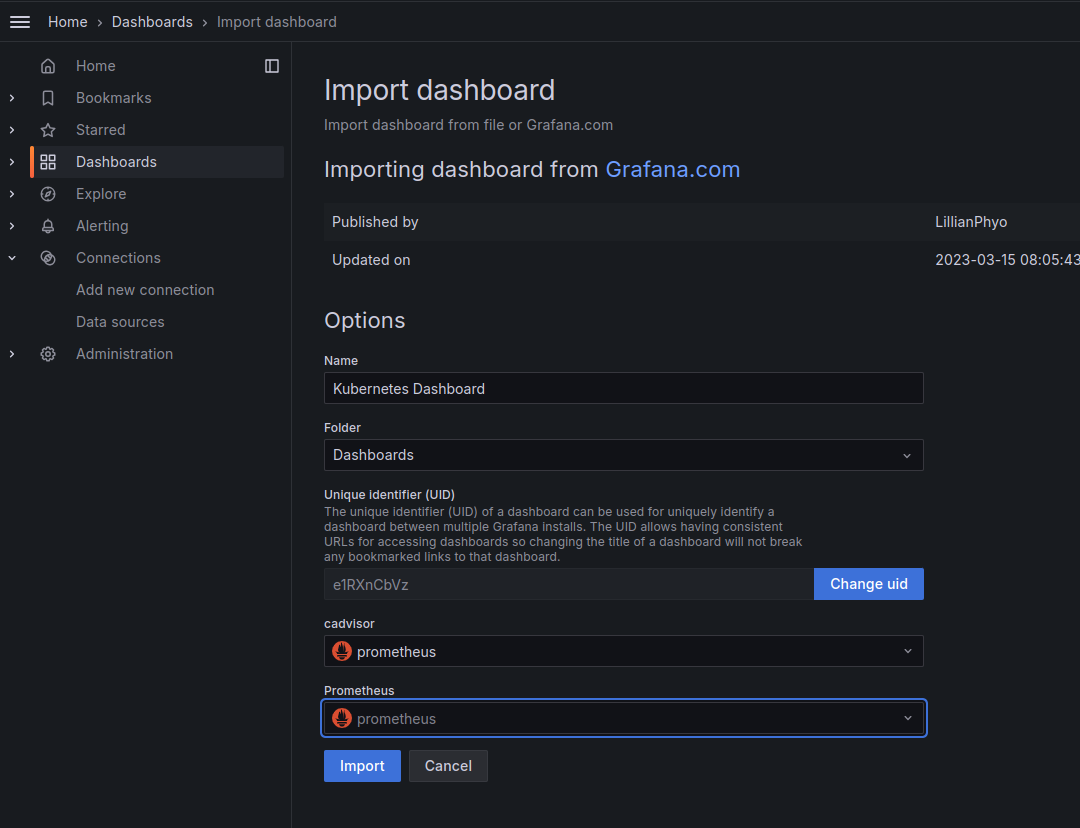 Home › Dashboards › Import dashboard
Home
Bookmarks
Starred
Dashboards
Explore
Alerting
Connections
Add new connection
Data sources
Administration
Import dashboard
Import dashboard from file or Grafana.com
Importing dashboard from Grafana.com
Published by LillianPhyo
Updated on 2023-03-15 08:05:43
Options
Name
Kubernetes Dashboard
Folder
Dashboards
Unique identifier (UID)
The unique identifier (UID) of a dashboard can be used for uniquely identify a
dashboard between multiple Grafana installs. The UID allows having consistent
URLs for accessing dashboards so changing the title of a dashboard will not break
any bookmarked links to that dashboard.
e1RXnCbVz Change uid
cadvisor
prometheus
Prometheus
prometheus
Import Cancel